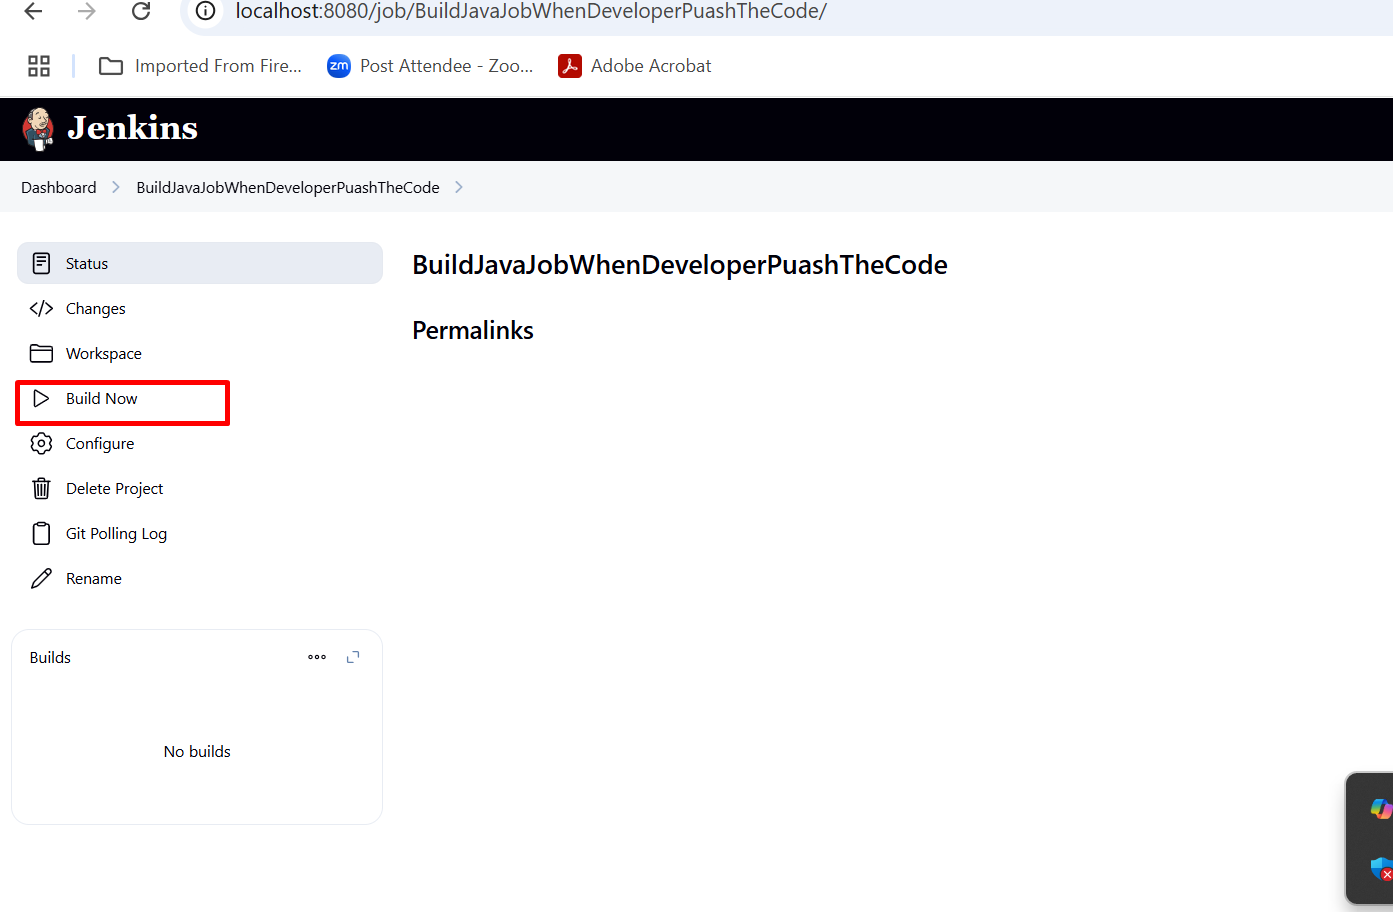 localhost:8080/job/BuildJavaJobWhenDeveloperPuashTheCode/
Imported From Fire... zm Post Attendee - Zoo... Adobe Acrobat
Jenkins
Dashboard BuildJavaJobWhenDeveloperPuashTheCode
Status
Changes
Workspace
Build Now
Configure
Delete Project
Git Polling Log
Rename
BuildJavaJobWhenDeveloperPuashTheCode
Permalinks
Builds
No builds